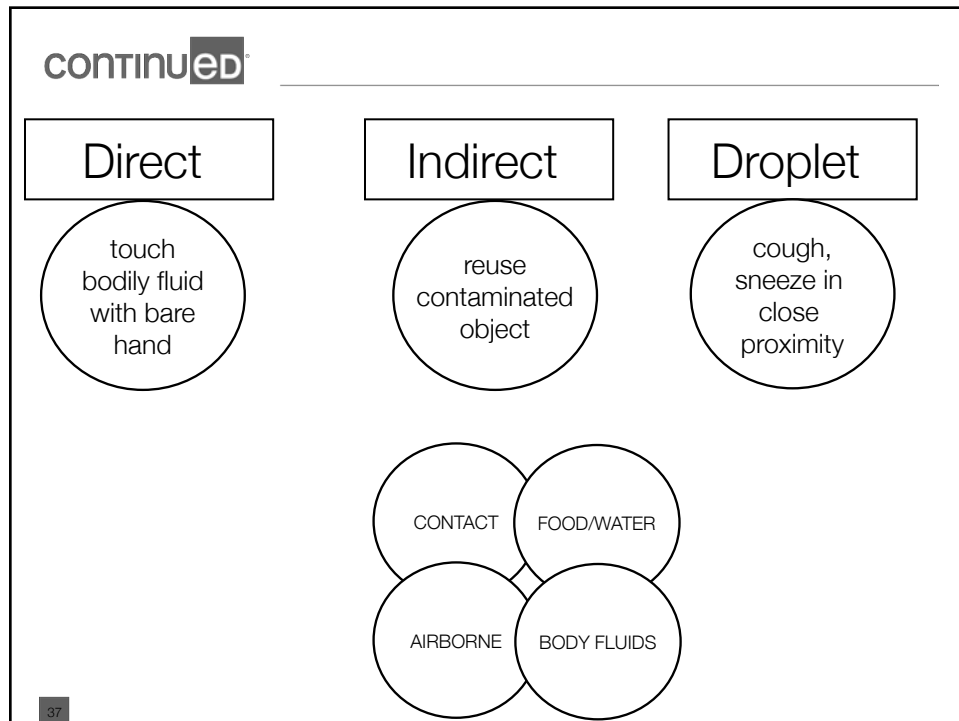 continued®
Direct
touch
bodily fluid
with bare
hand
Indirect
reuse
contaminated
object
Droplet
cough,
sneeze in
close
proximity
CONTACT
FOOD/WATER
AIRBORNE
BODY FLUIDS
37